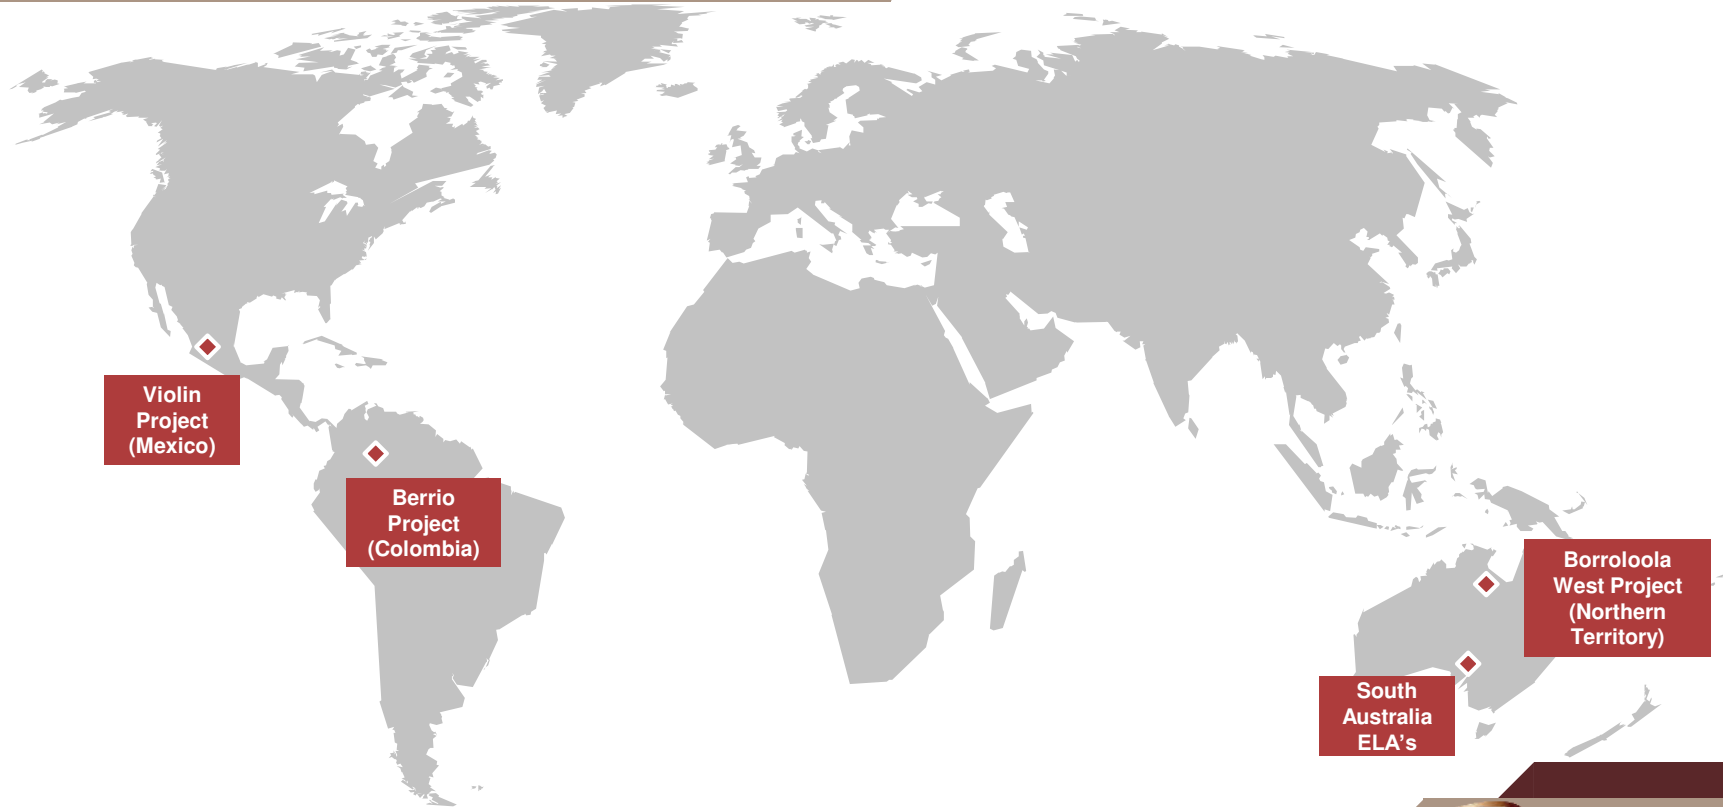 Violin
Project
(Mexico)
Berrio
Project
(Colombia)
Borroloola
West Project
(Northern
Territory)
South
Australia
ELA’s